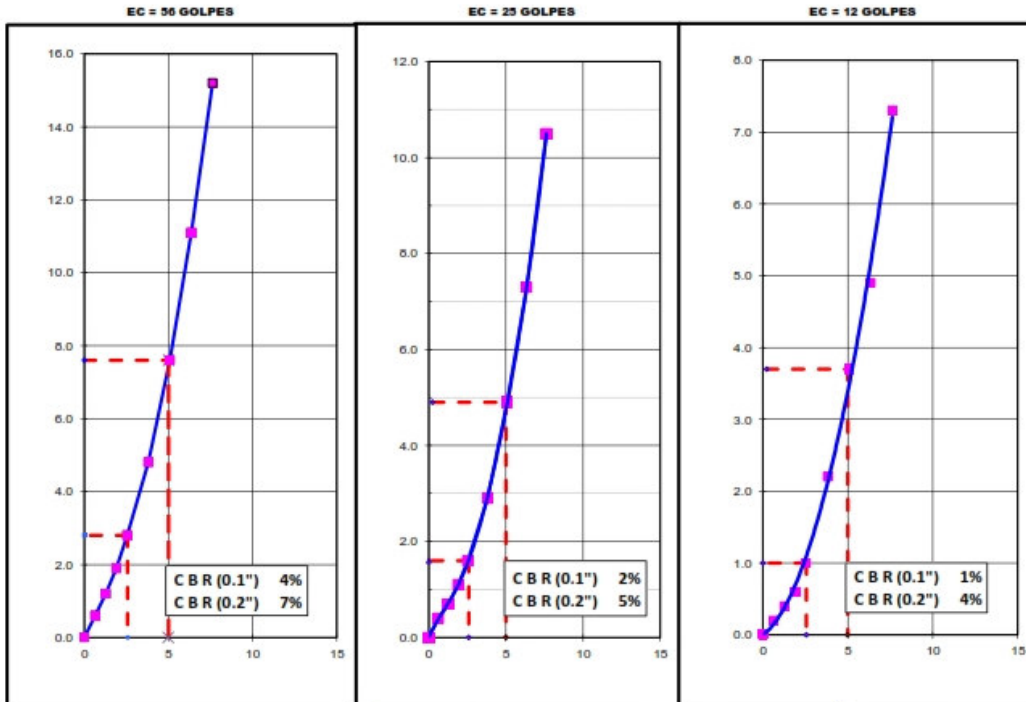 EC = 56 GOLPES
16.0
14.0
12.0
10.0
8.0
6.0
4.0
2.0
0.0
0 5 10 15
C B R (0.1") 4%
C B R (0.2") 7%
EC = 25 GOLPES
12.0
10.0
8.0
6.0
4.0
2.0
0.0
0 5 10 15
C B R (0.1") 2%
C B R (0.2") 5%
EC = 12 GOLPES
8.0
7.0
6.0
5.0
4.0
3.0
2.0
1.0
0.0
0 5 10 15
C B R (0.1") 1%
C B R (0.2") 4%